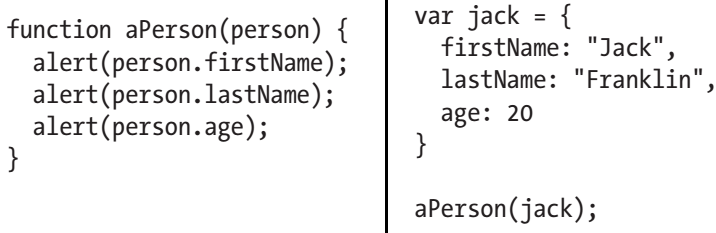 function aPerson(person) {
  alert(person.firstName);
  alert(person.lastName);
  alert(person.age);
}
var jack = {
  firstName: "Jack",
  lastName: "Franklin",
  age: 20
}
aPerson(jack);